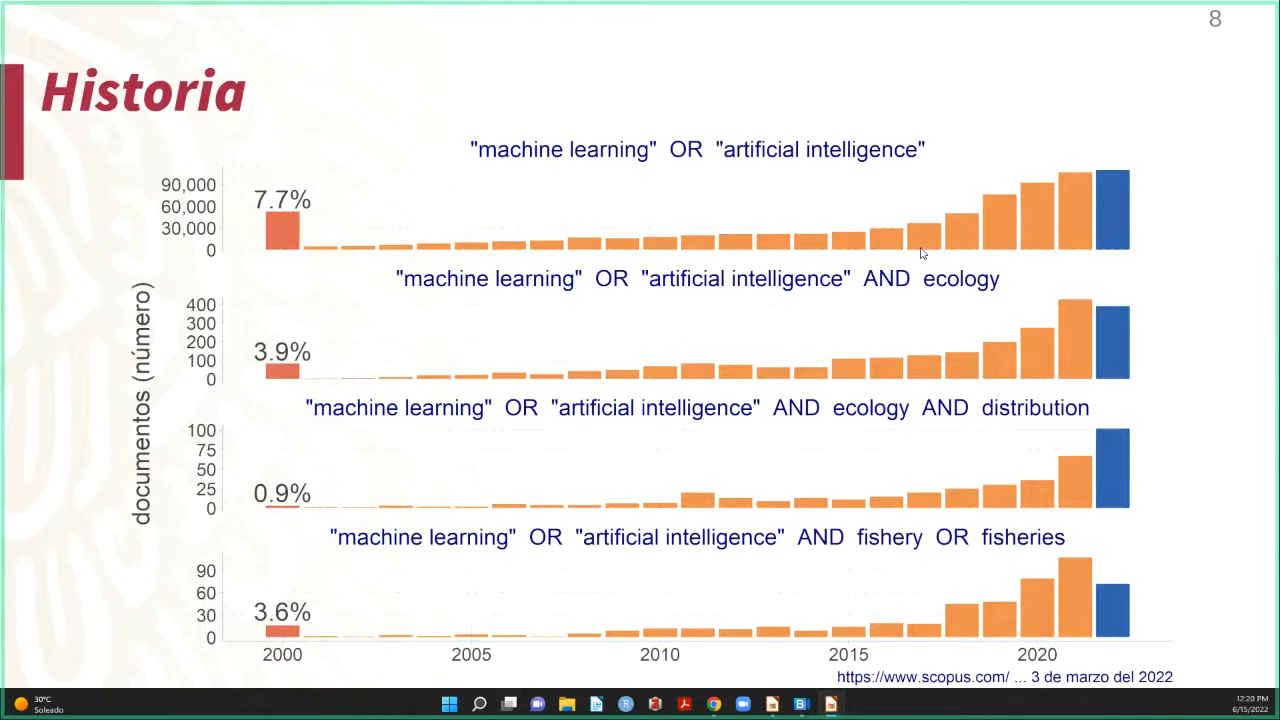 8
Historia
"machine learning" OR "artificial intelligence"
90,000
60,000
30,000
0
7.7%
"machine learning" OR "artificial intelligence" AND ecology
400
300
200
100
0
3.9%
"machine learning" OR "artificial intelligence" AND ecology AND distribution
100
75
50
25
0
0.9%
"machine learning" OR "artificial intelligence" AND fishery OR fisheries
90
60
30
0
3.6%
documentos (número)
2000 2005 2010 2015 2020
https://www.scopus.com/ ... 3 de marzo del 2022
30°C
Soleado
12:20 PM
6/15/2022